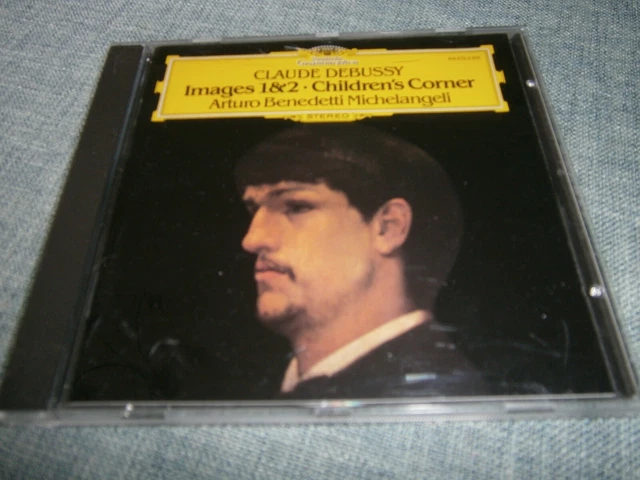 CLAUDE DEBUSSY
Images 1&2 · Children's Corner
Arturo Benedetti Michelangeli
STEREO